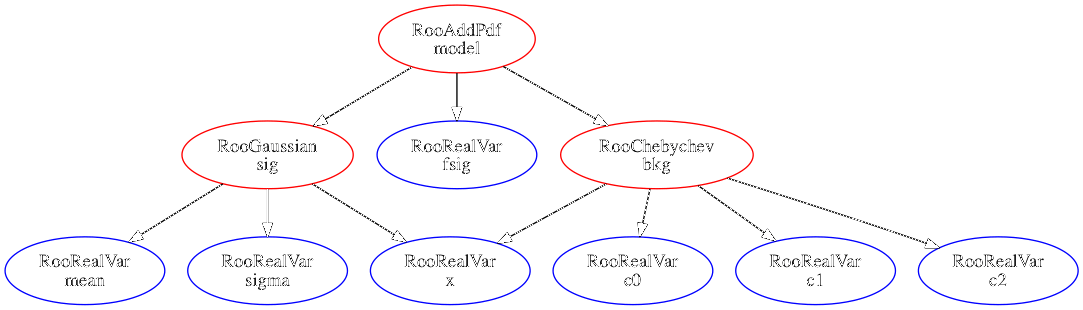 RooAddPdf
model
RooGaussian
sig
RooRealVar
fsig
RooChebychev
bkg
RooRealVar
mean
RooRealVar
sigma
RooRealVar
x
RooRealVar
c0
RooRealVar
c1
RooRealVar
c2